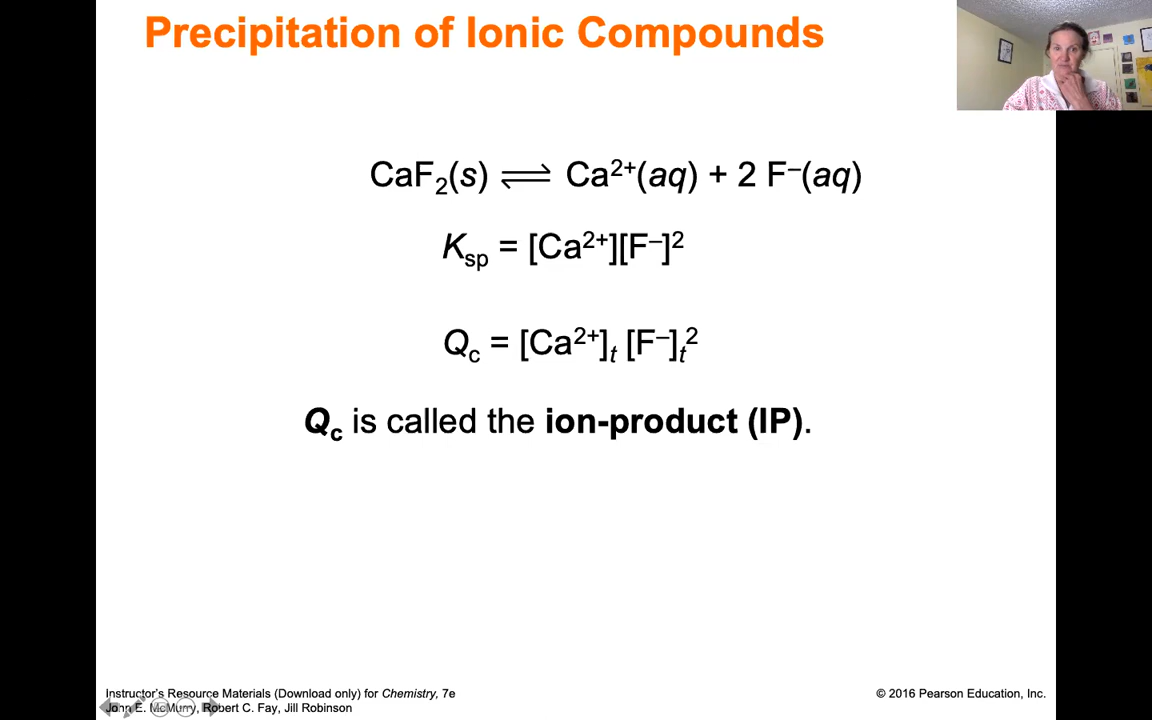 Precipitation of Ionic Compounds
CaF₂(s) ⇌ Ca²⁺(aq) + 2 F⁻(aq)
Kₛₚ = [Ca²⁺][F⁻]²
Q꜀ = [Ca²⁺]ₜ [F⁻]ₜ²
Q꜀ is called the ion-product (IP).
Instructor's Resource Materials (Download only) for Chemistry, 7e
John E. McMurry, Robert C. Fay, Jill Robinson
© 2016 Pearson Education, Inc.